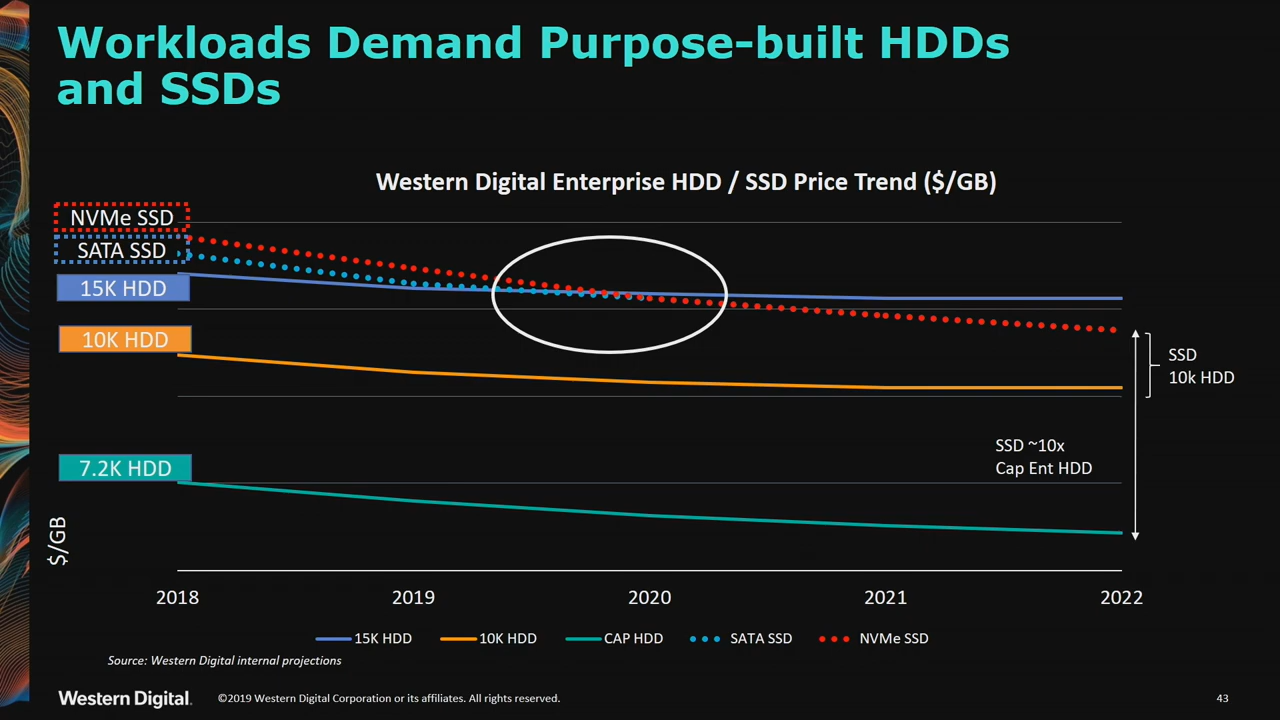 Workloads Demand Purpose-built HDDs
and SSDs
Western Digital Enterprise HDD / SSD Price Trend ($/GB)
NVMe SSD
SATA SSD
15K HDD
10K HDD
7.2K HDD
$/GB
SSD
10k HDD
SSD ~10x
Cap Ent HDD
2018 2019 2020 2021 2022
15K HDD 10K HDD CAP HDD SATA SSD NVMe SSD
Source: Western Digital internal projections
Western Digital. ©2019 Western Digital Corporation or its affiliates. All rights reserved. 43